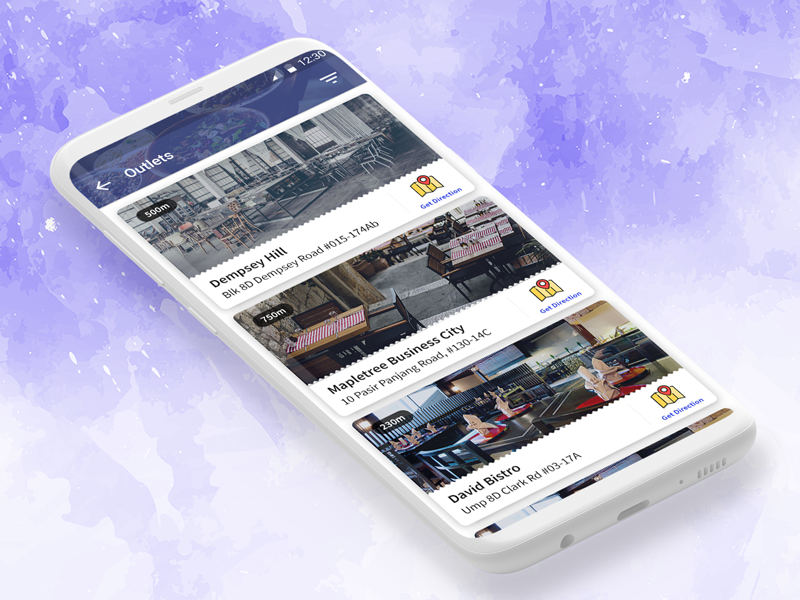 12:30
Outlets
500m
Get Direction
Dempsey Hill
Blk 8D Dempsey Road #015-174Ab
750m
Get Direction
Mapletree Business City
10 Pasir Panjang Road, #130-14C
230m
Get Direction
David Bistro
Ump 8D Clark Rd #03-17A